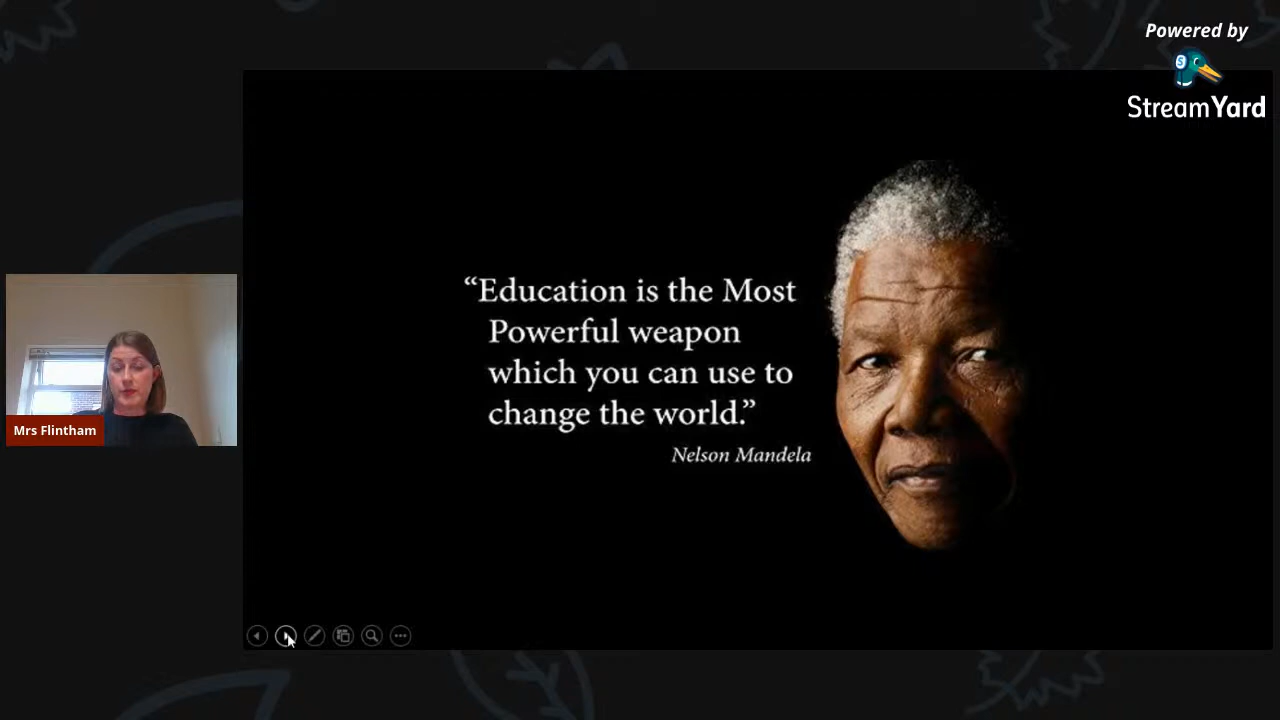 Powered by
StreamYard
“Education is the Most
Powerful weapon
which you can use to
change the world.”
Nelson Mandela
Mrs Flintham